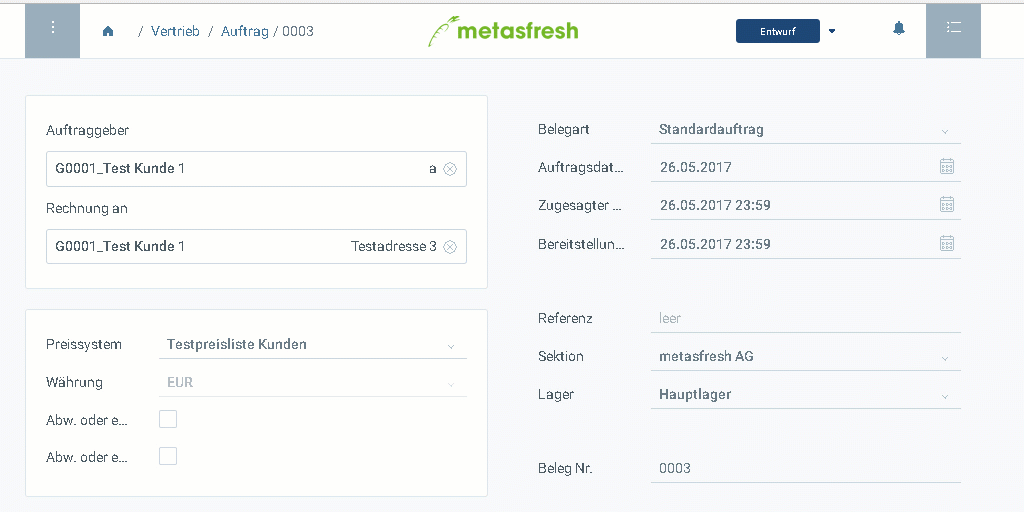 / Vertrieb / Auftrag / 0003
metasfresh
Entwurf
Auftraggeber
G0001_Test Kunde 1 a
Rechnung an
G0001_Test Kunde 1 Testadresse 3
Preissystem Testpreisliste Kunden
Währung EUR
Abw. oder e...
Abw. oder e...
Belegart Standardauftrag
Auftragsdat... 26.05.2017
Zugesagter ... 26.05.2017 23:59
Bereitstellun... 26.05.2017 23:59
Referenz leer
Sektion metasfresh AG
Lager Hauptlager
Beleg Nr. 0003